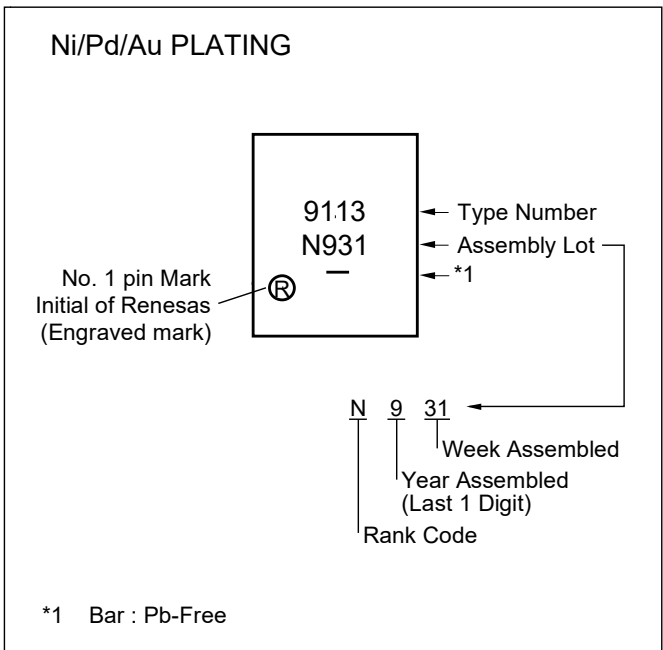 Ni/Pd/Au PLATING
9113
N931
Type Number
Assembly Lot
*1
No. 1 pin Mark
Initial of Renesas
(Engraved mark)
R
N 9 31
Week Assembled
Year Assembled
(Last 1 Digit)
Rank Code
*1 Bar : Pb-Free